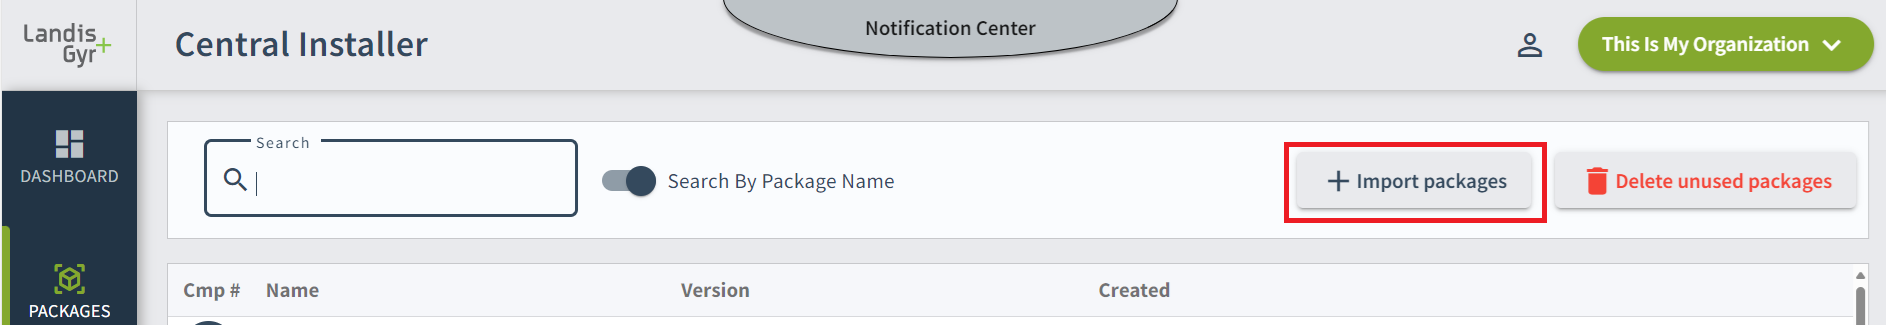 Landis
Gyr+
Central Installer
Notification Center
This Is My Organization
DASHBOARD
PACKAGES
Search
Search By Package Name
Import packages
Delete unused packages
Cmp # Name Version Created